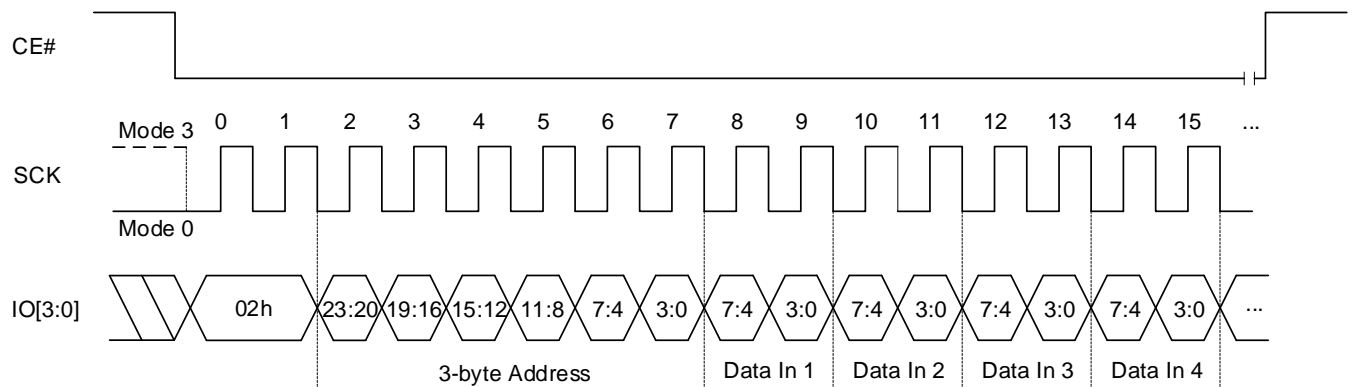 CE#
Mode 3 0 1 2 3 4 5 6 7 8 9 10 11 12 13 14 15 ...
SCK
Mode 0
IO[3:0] 02h 23:20 19:16 15:12 11:8 7:4 3:0 7:4 3:0 7:4 3:0 7:4 3:0 7:4 3:0 ...
3-byte Address Data In 1 Data In 2 Data In 3 Data In 4